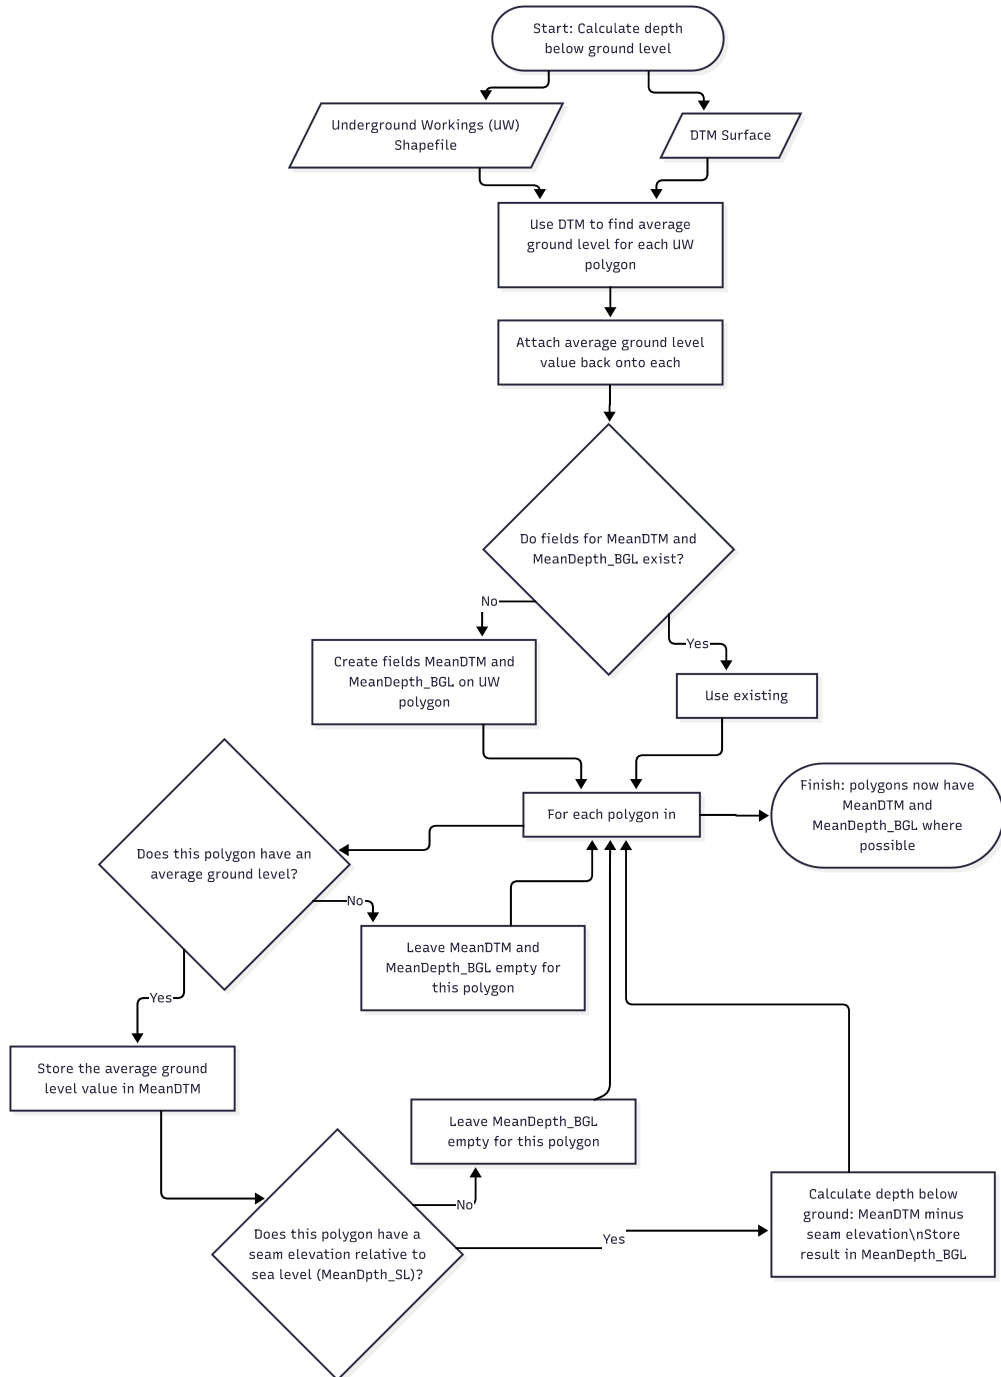 Start: Calculate depth
below ground level
Underground Workings (UW)
Shapefile
DTM Surface
Use DTM to find average
ground level for each UW
polygon
Attach average ground level
value back onto each
Do fields for MeanDTM and
MeanDepth_BGL exist?
No
Yes
Create fields MeanDTM and
MeanDepth_BGL on UW
polygon
Use existing
For each polygon in
Finish: polygons now have
MeanDTM and
MeanDepth_BGL where
possible
Does this polygon have an
average ground level?
No
Leave MeanDTM and
MeanDepth_BGL empty for
this polygon
Yes
Store the average ground
level value in MeanDTM
Leave MeanDepth_BGL
empty for this polygon
No
Does this polygon have a
seam elevation relative to
sea level (MeanDpth_SL)?
Yes
Calculate depth below
ground: MeanDTM minus
seam elevation\nStore
result in MeanDepth_BGL